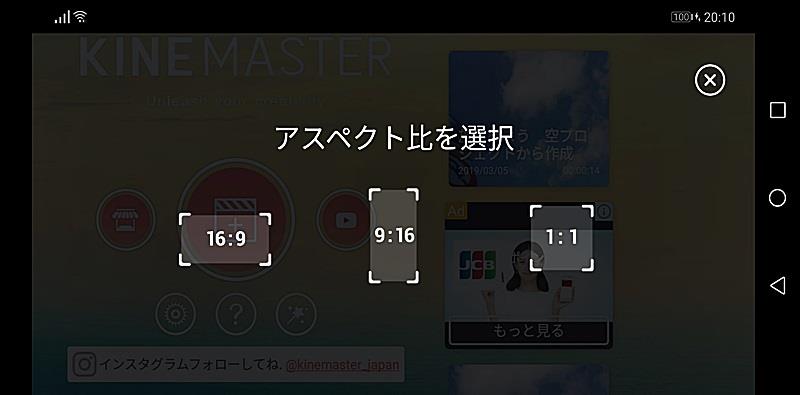 100 20:10
KINEMASTER
Unleash your creativity
アスペクト比を選択
う 空プロ
ジェクトから作成
2019/03/05 00:00:14
16:9
9:16
1:1
Ad
JCB
もっと見る
インスタグラムフォローしてね. @kinemaster_japan